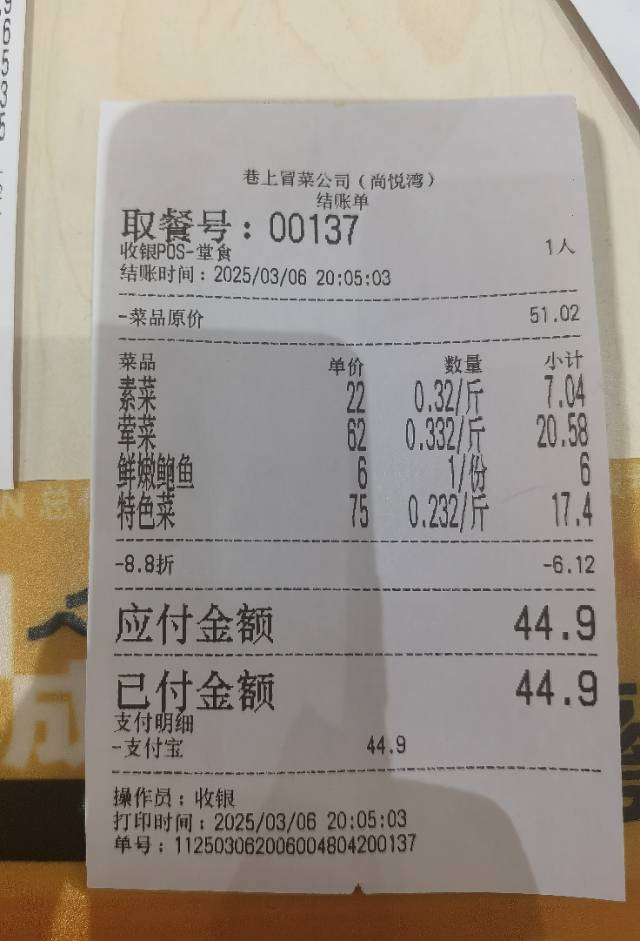 巷上冒菜公司（尚悦湾）
结账单
取餐号：00137
收银POS-堂食 1人
结账时间：2025/03/06 20:05:03
-菜品原价 51.02
菜品 单价 数量 小计
素菜 22 0.32/斤 7.04
荤菜 62 0.332/斤 20.58
鲜嫩鲍鱼 6 1/份 6
特色菜 75 0.232/斤 17.4
-8.8折 -6.12
应付金额 44.9
已付金额 44.9
支付明细
-支付宝 44.9
操作员：收银
打印时间：2025/03/06 20:05:03
单号：112503062006004804200137